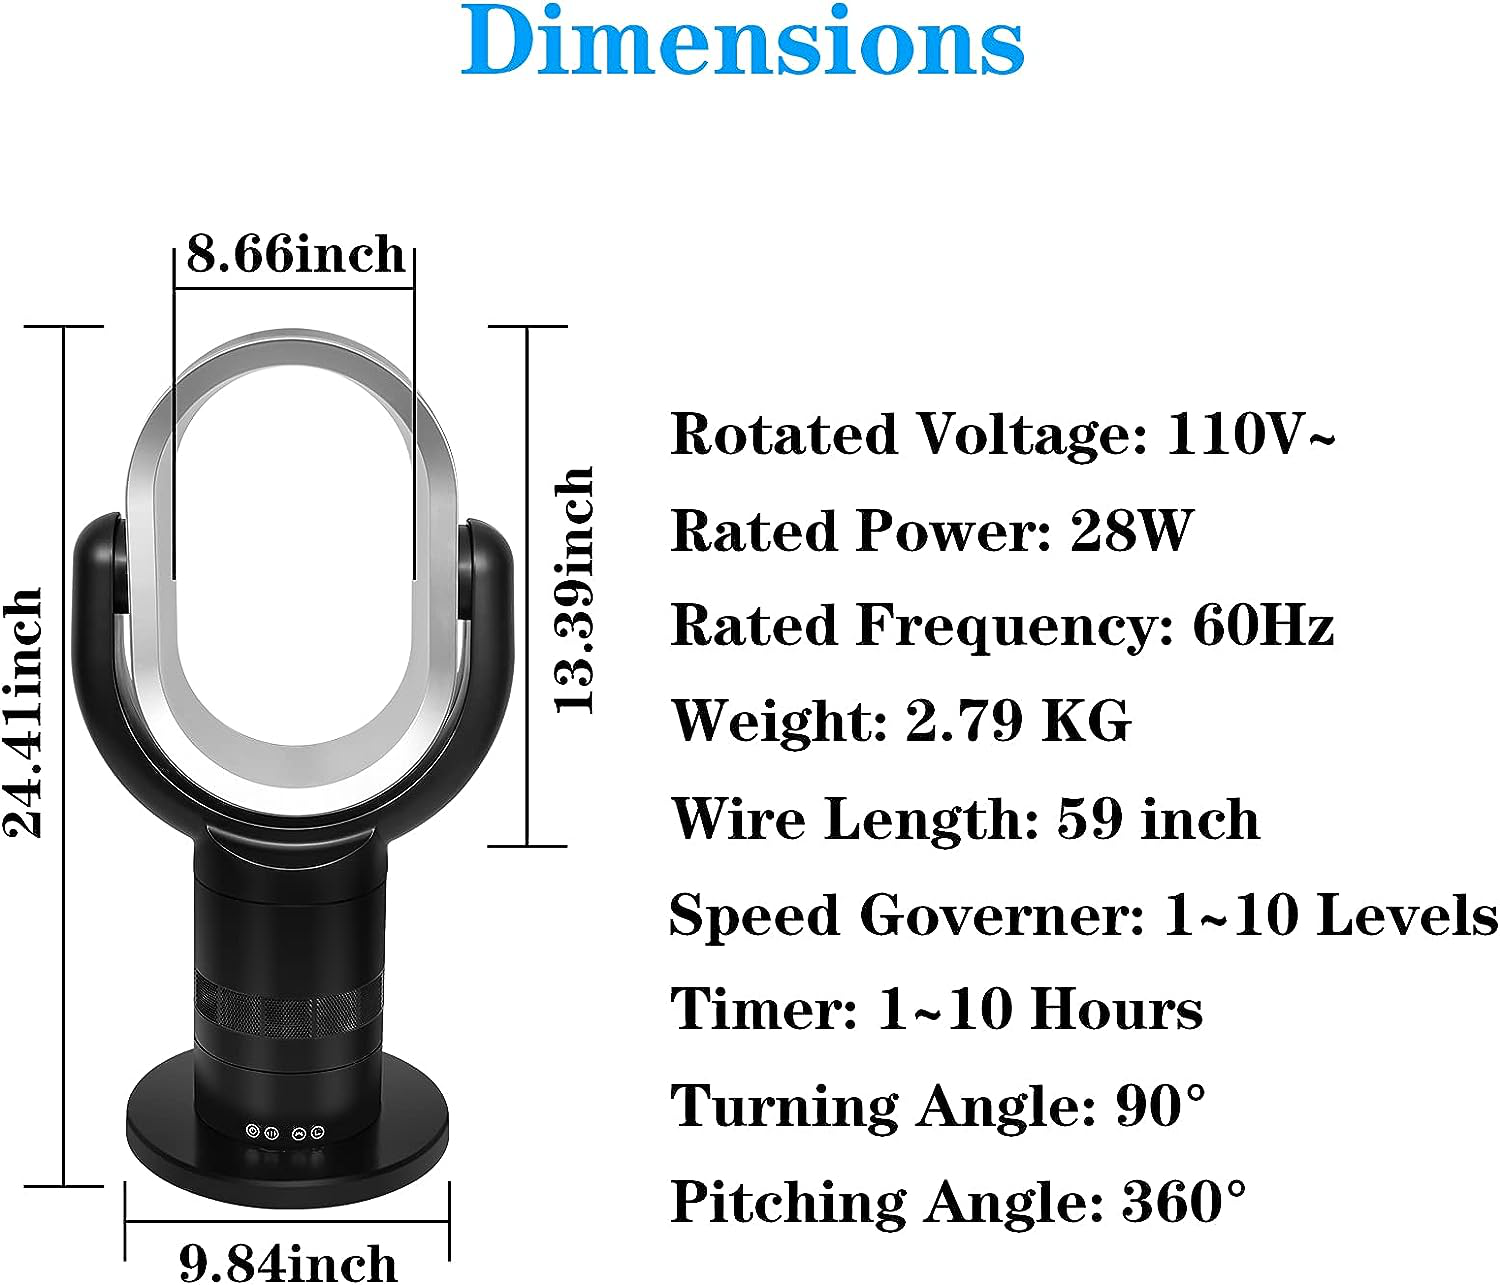 Dimensions
8.66inch
24.41inch
13.39inch
9.84inch
Rotated Voltage: 110V~
Rated Power: 28W
Rated Frequency: 60Hz
Weight: 2.79 KG
Wire Length: 59 inch
Speed Governer: 1~10 Levels
Timer: 1~10 Hours
Turning Angle: 90°
Pitching Angle: 360°